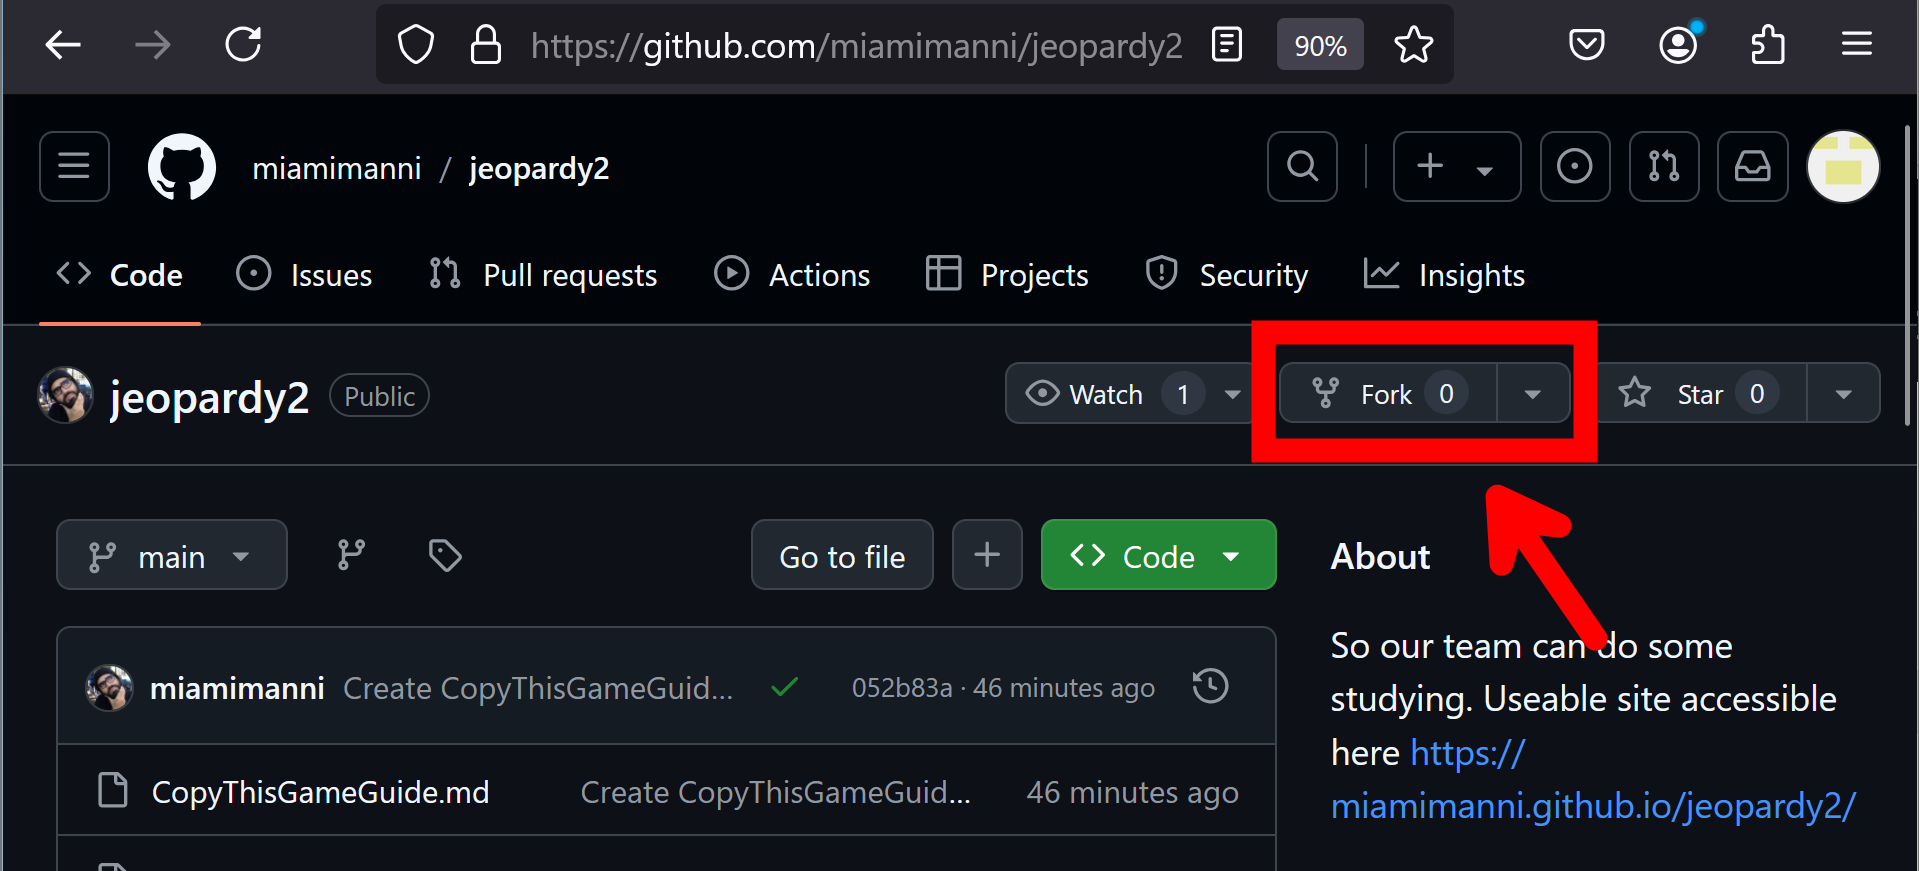 https://github.com/miamimanni/jeopardy2 90%
miamimanni / jeopardy2
Code Issues Pull requests Actions Projects Security Insights
jeopardy2 Public Watch 1 Fork 0 Star 0
main Go to file Code
miamimanni Create CopyThisGameGuid... 052b83a · 46 minutes ago
CopyThisGameGuide.md Create CopyThisGameGuid... 46 minutes ago
About
So our team can do some
studying. Useable site accessible
here https://
miamimanni.github.io/jeopardy2/